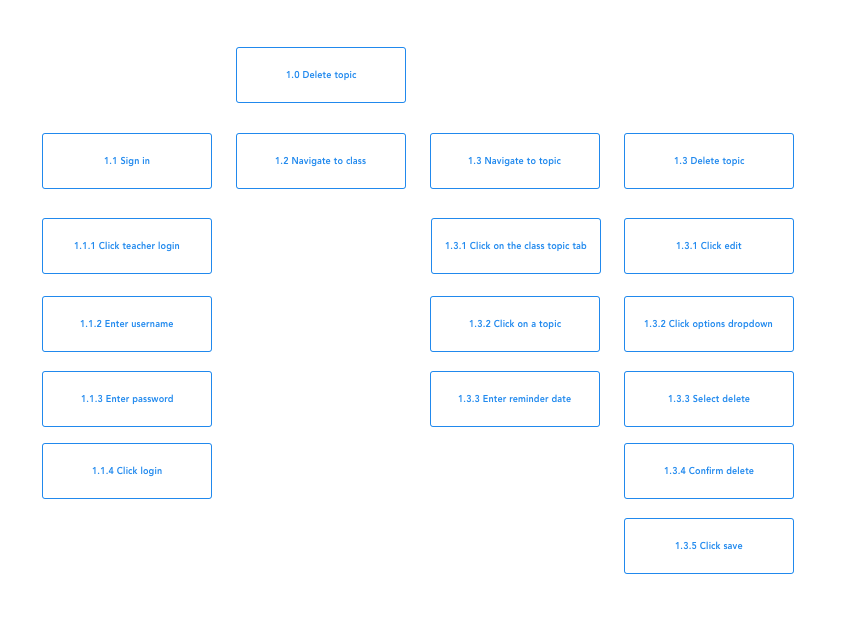 1.0 Delete topic
1.1 Sign in
1.2 Navigate to class
1.3 Navigate to topic
1.3 Delete topic
1.1.1 Click teacher login
1.3.1 Click on the class topic tab
1.3.1 Click edit
1.1.2 Enter username
1.3.2 Click on a topic
1.3.2 Click options dropdown
1.1.3 Enter password
1.3.3 Enter reminder date
1.3.3 Select delete
1.1.4 Click login
1.3.4 Confirm delete
1.3.5 Click save